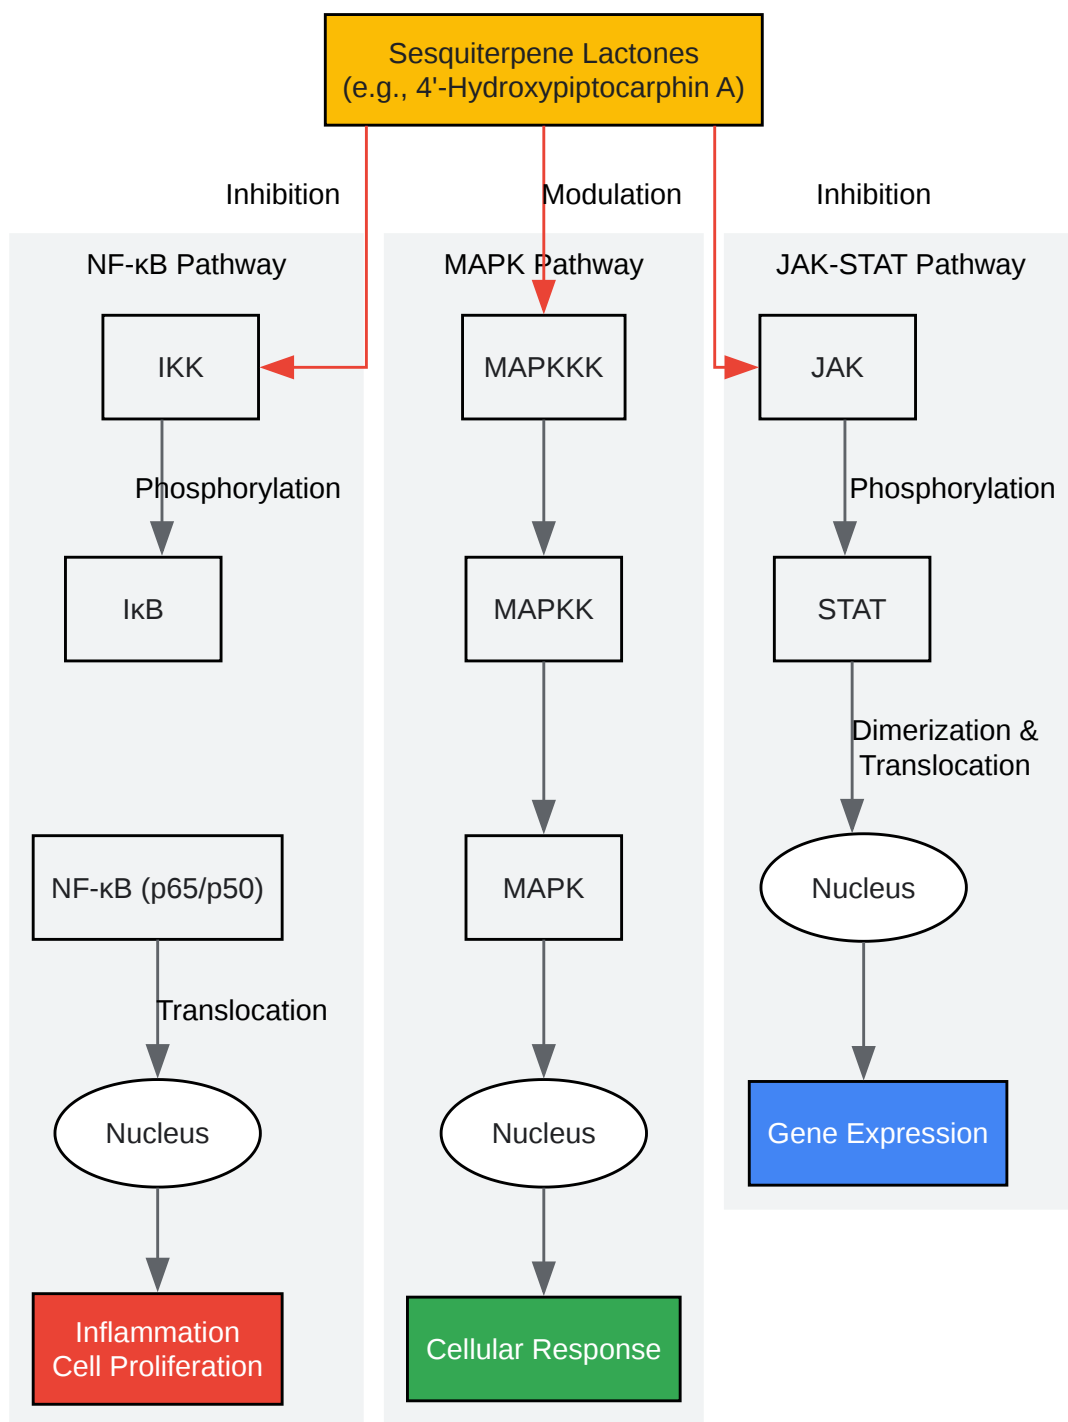 Sesquiterpene Lactones
(e.g., 4'-Hydroxypiptocarphin A)
Inhibition
Modulation
Inhibition
NF-κB Pathway
IKK
Phosphorylation
IκB
NF-κB (p65/p50)
Translocation
Nucleus
Inflammation
Cell Proliferation
MAPK Pathway
MAPKKK
MAPKK
MAPK
Nucleus
Cellular Response
JAK-STAT Pathway
JAK
Phosphorylation
STAT
Dimerization &
Translocation
Nucleus
Gene Expression